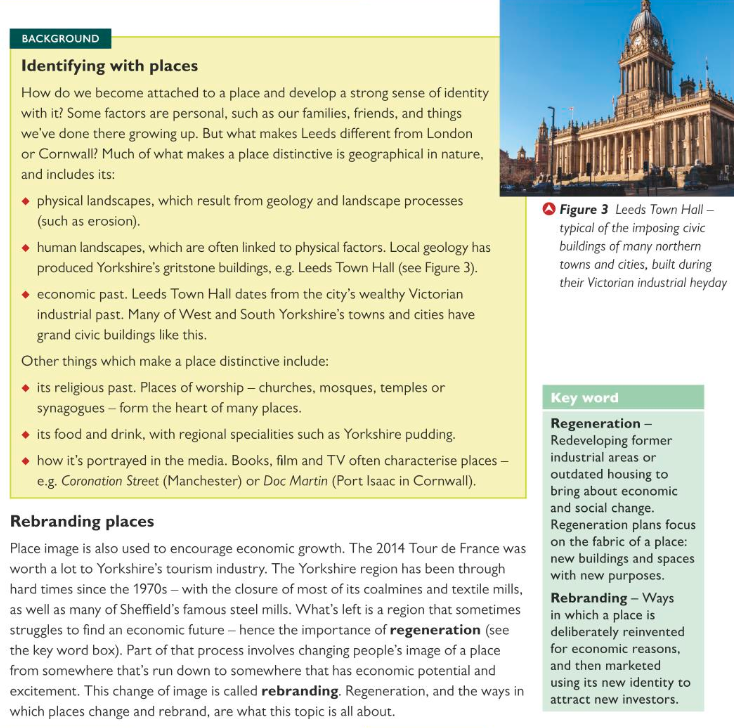 BACKGROUND
Identifying with places
How do we become attached to a place and develop a strong sense of identity
with it? Some factors are personal, such as our families, friends, and things
we've done there growing up. But what makes Leeds different from London
or Cornwall? Much of what makes a place distinctive is geographical in nature,
and includes its:
◆ physical landscapes, which result from geology and landscape processes
(such as erosion).
◆ human landscapes, which are often linked to physical factors. Local geology has
produced Yorkshire's gritstone buildings, e.g. Leeds Town Hall (see Figure 3).
◆ economic past. Leeds Town Hall dates from the city's wealthy Victorian
industrial past. Many of West and South Yorkshire's towns and cities have
grand civic buildings like this.
Other things which make a place distinctive include:
◆ its religious past. Places of worship – churches, mosques, temples or
synagogues – form the heart of many places.
◆ its food and drink, with regional specialities such as Yorkshire pudding.
◆ how it's portrayed in the media. Books, film and TV often characterise places –
e.g. Coronation Street (Manchester) or Doc Martin (Port Isaac in Cornwall).
Figure 3 Leeds Town Hall –
typical of the imposing civic
buildings of many northern
towns and cities, built during
their Victorian industrial heyday
Rebranding places
Place image is also used to encourage economic growth. The 2014 Tour de France was
worth a lot to Yorkshire's tourism industry. The Yorkshire region has been through
hard times since the 1970s – with the closure of most of its coalmines and textile mills,
as well as many of Sheffield's famous steel mills. What's left is a region that sometimes
struggles to find an economic future – hence the importance of regeneration (see
the key word box). Part of that process involves changing people's image of a place
from somewhere that's run down to somewhere that has economic potential and
excitement. This change of image is called rebranding. Regeneration, and the ways in
which places change and rebrand, are what this topic is all about.
Key word
Regeneration –
Redeveloping former
industrial areas or
outdated housing to
bring about economic
and social change.
Regeneration plans focus
on the fabric of a place:
new buildings and spaces
with new purposes.
Rebranding – Ways
in which a place is
deliberately reinvented
for economic reasons,
and then marketed
using its new identity to
attract new investors.